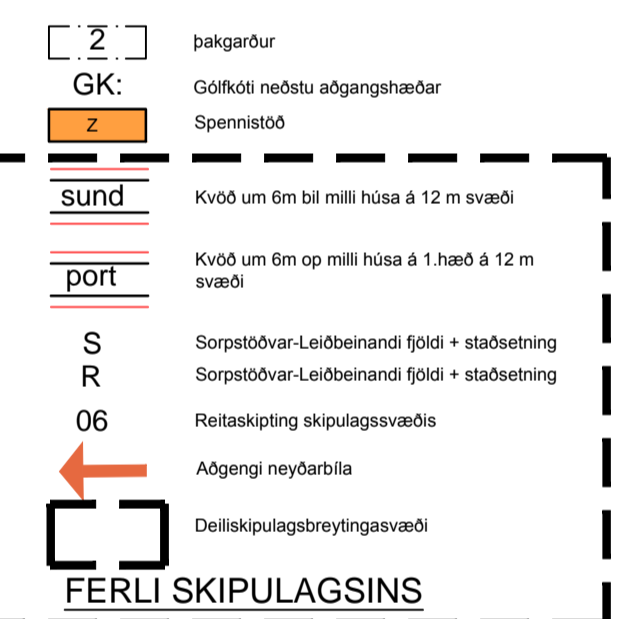 2 þakgarður
GK: Gólfkóti neðstu aðgangshæðar
z Spennistöð
sund Kvöð um 6m bil milli húsa á 12 m svæði
port Kvöð um 6m op milli húsa á 1.hæð á 12 m
svæði
S Sorpstöðvar-Leiðbeinandi fjöldi + staðsetning
R Sorpstöðvar-Leiðbeinandi fjöldi + staðsetning
06 Reitaskipting skipulagssvæðis
Aðgengi neyðarbíla
Deiliskipulagsbreytingasvæði
FERLI SKIPULAGSINS